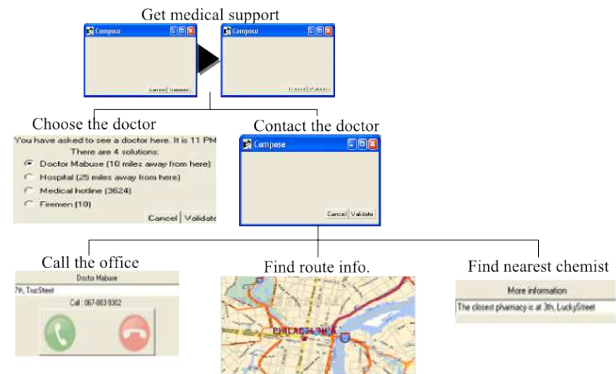 Get medical support
Compose
Compose
Cancel Validate
Cancel Validate
Choose the doctor
Contact the doctor
You have asked to see a doctor here. It is 11 PM
There are 4 solutions:
Doctor Mabuse (10 miles away from here)
Hospital (25 miles away from here)
Medical hotline (3624)
Firemen (18)
Cancel Validate
Compose
Cancel Validate
Call the office
Find route info.
Find nearest chemist
Docto Mabuse
7th, TrucStreet
Call : 067-883-9302
PHILADELPHIA
More information
The closest pharmacy is at 3th, LuckyStreet